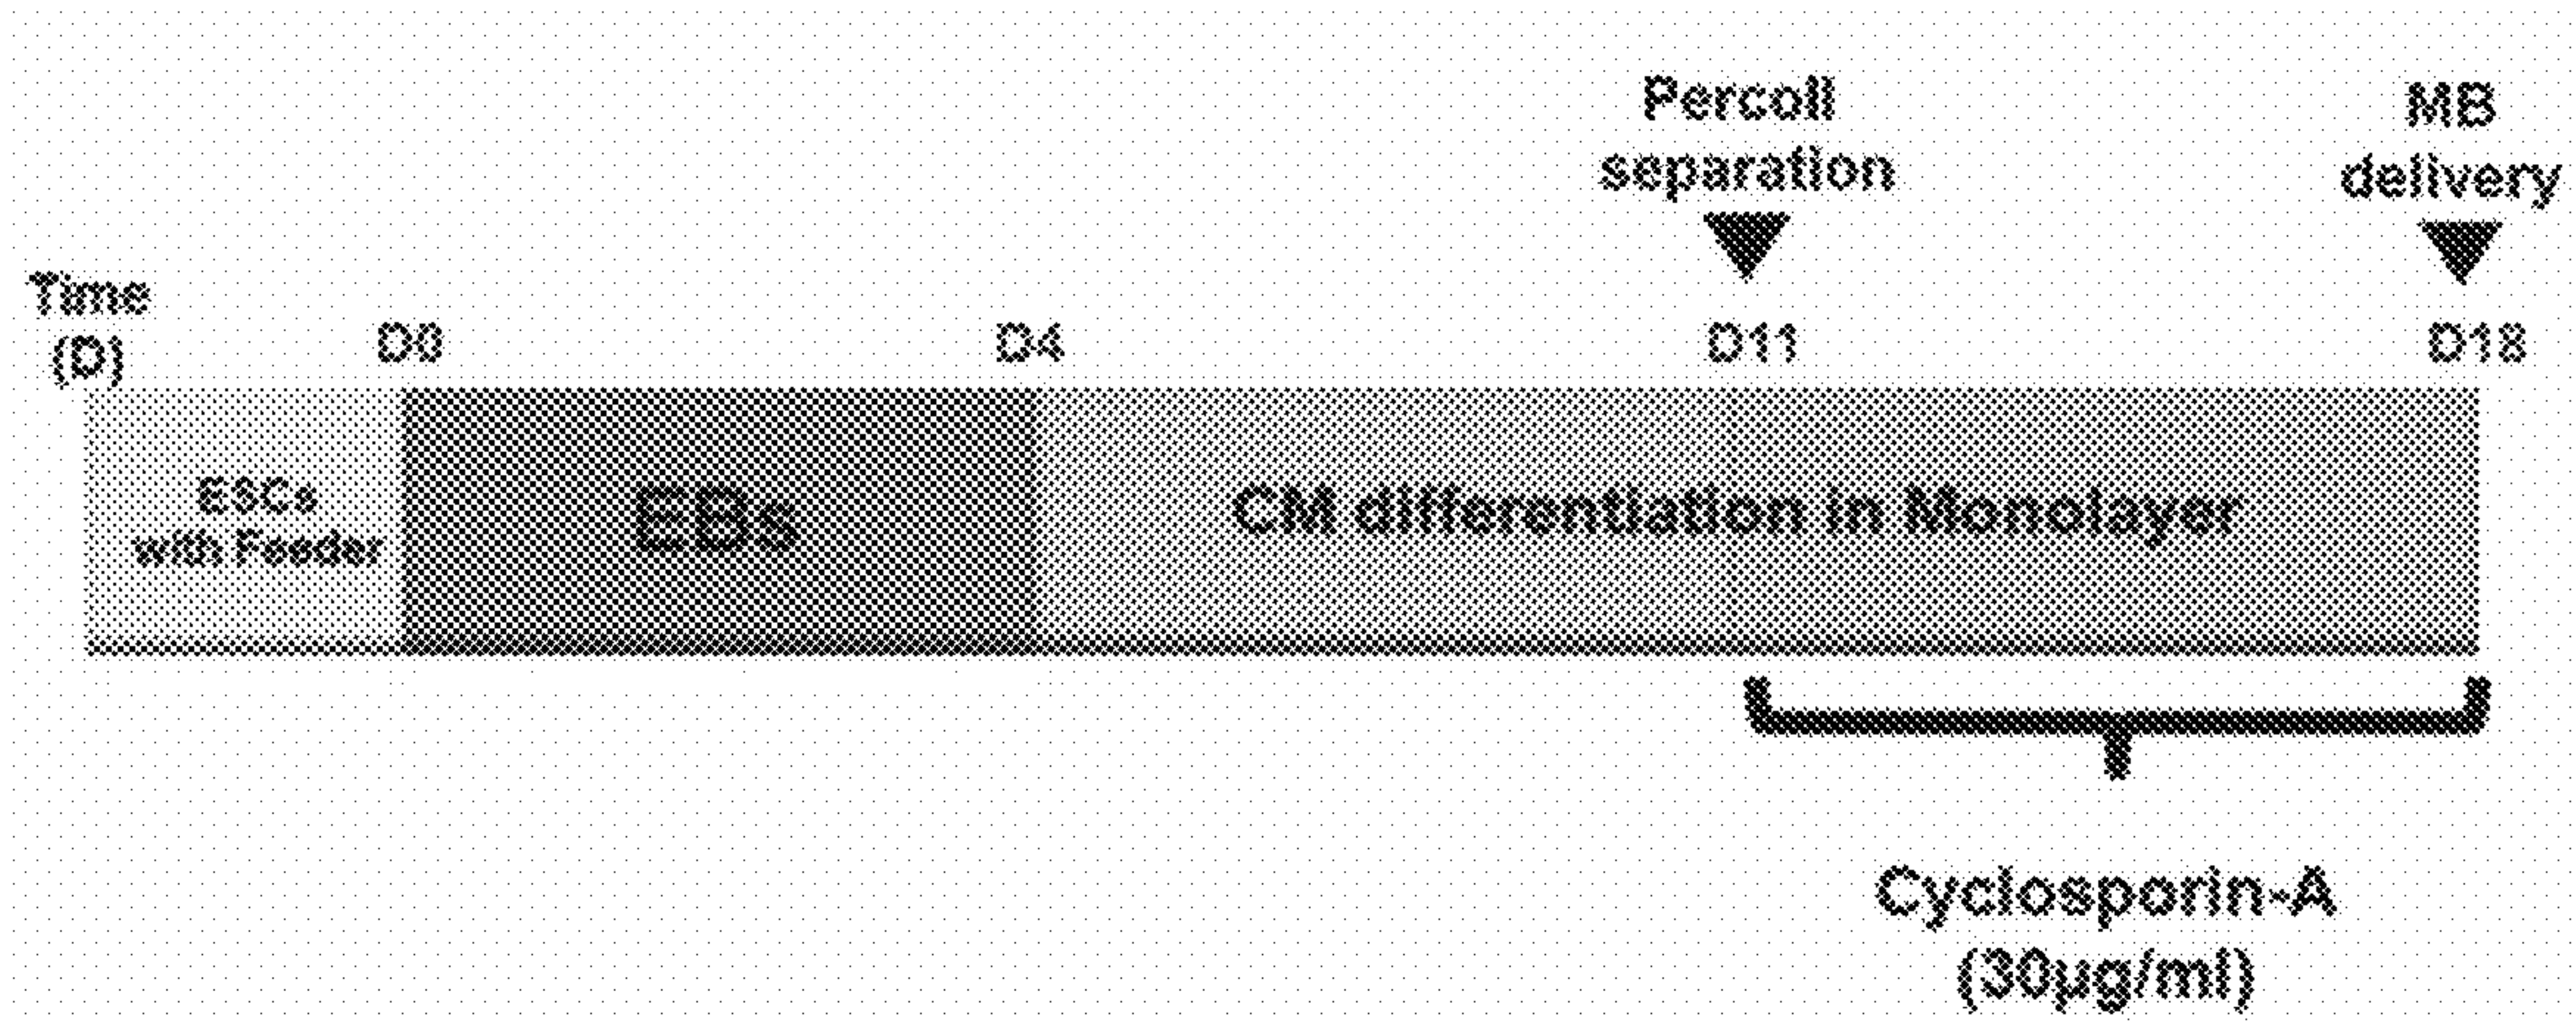 Percoll
separation
MB
delivery
Time
(D)
D0
D4
D11
D18
ESCs
with Feeder
EBs
CM differentiation in Monolayer
Cyclosporin-A
(30µg/ml)